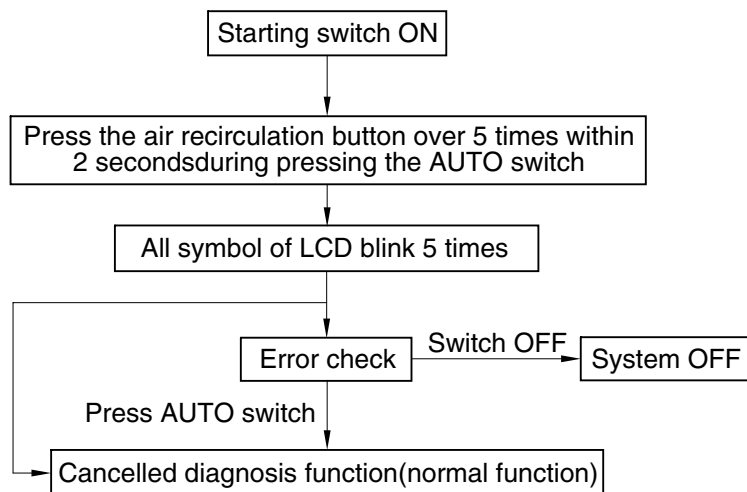 Starting switch ON
Press the air recirculation button over 5 times within
2 secondsduring pressing the AUTO switch
All symbol of LCD blink 5 times
Error check
Switch OFF
System OFF
Press AUTO switch
Cancelled diagnosis function(normal function)